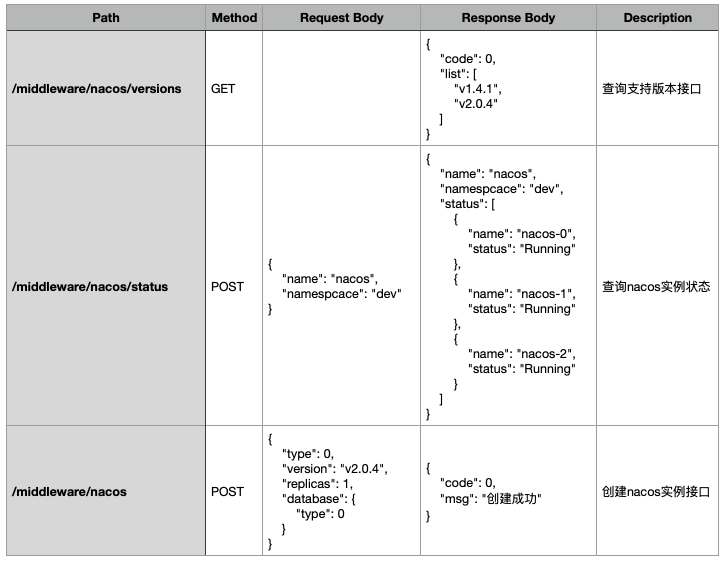 Path Method Request Body Response Body Description
/middleware/nacos/versions GET
{
"code": 0,
"list": [
"v1.4.1",
"v2.0.4"
]
}
查询支持版本接口
/middleware/nacos/status POST
{
"name": "nacos",
"namespcace": "dev"
}
{
"name": "nacos",
"namespcace": "dev",
"status": [
{
"name": "nacos-0",
"status": "Running"
},
{
"name": "nacos-1",
"status": "Running"
},
{
"name": "nacos-2",
"status": "Running"
}
]
}
查询nacos实例状态
/middleware/nacos POST
{
"type": 0,
"version": "v2.0.4",
"replicas": 1,
"database": {
"type": 0
}
}
{
"code": 0,
"msg": "创建成功"
}
创建nacos实例接口